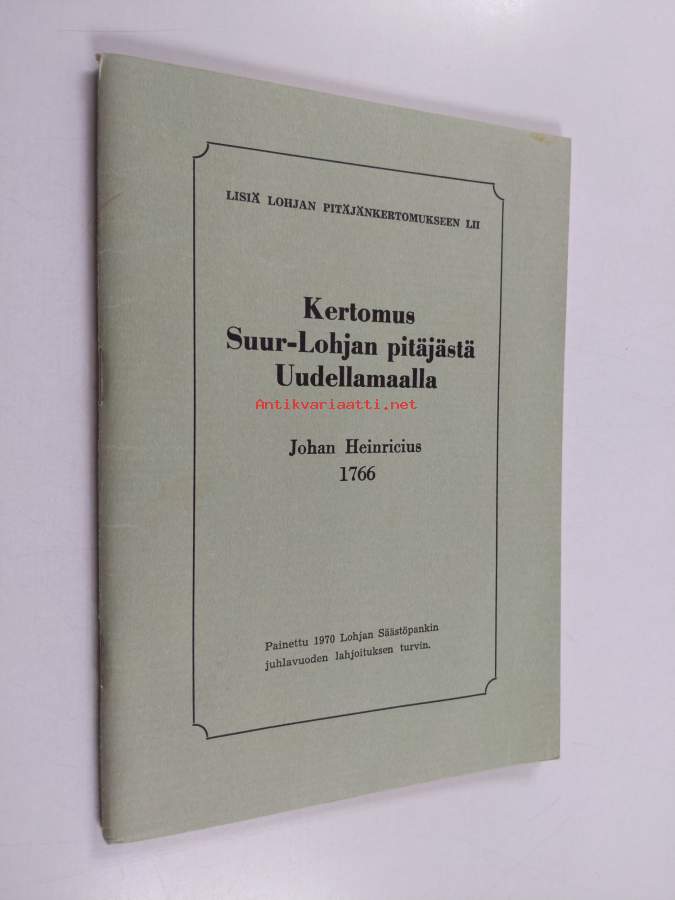 LISIÄ LOHJAN PITÄJÄNKERTOMUKSEEN LII
Kertomus
Suur-Lohjan pitäjästä
Uudellamaalla
Antikvariaatti.net
Johan Heinricius
1766
Painettu 1970 Lohjan Säästöpankin
juhlavuoden lahjoituksen turvin.